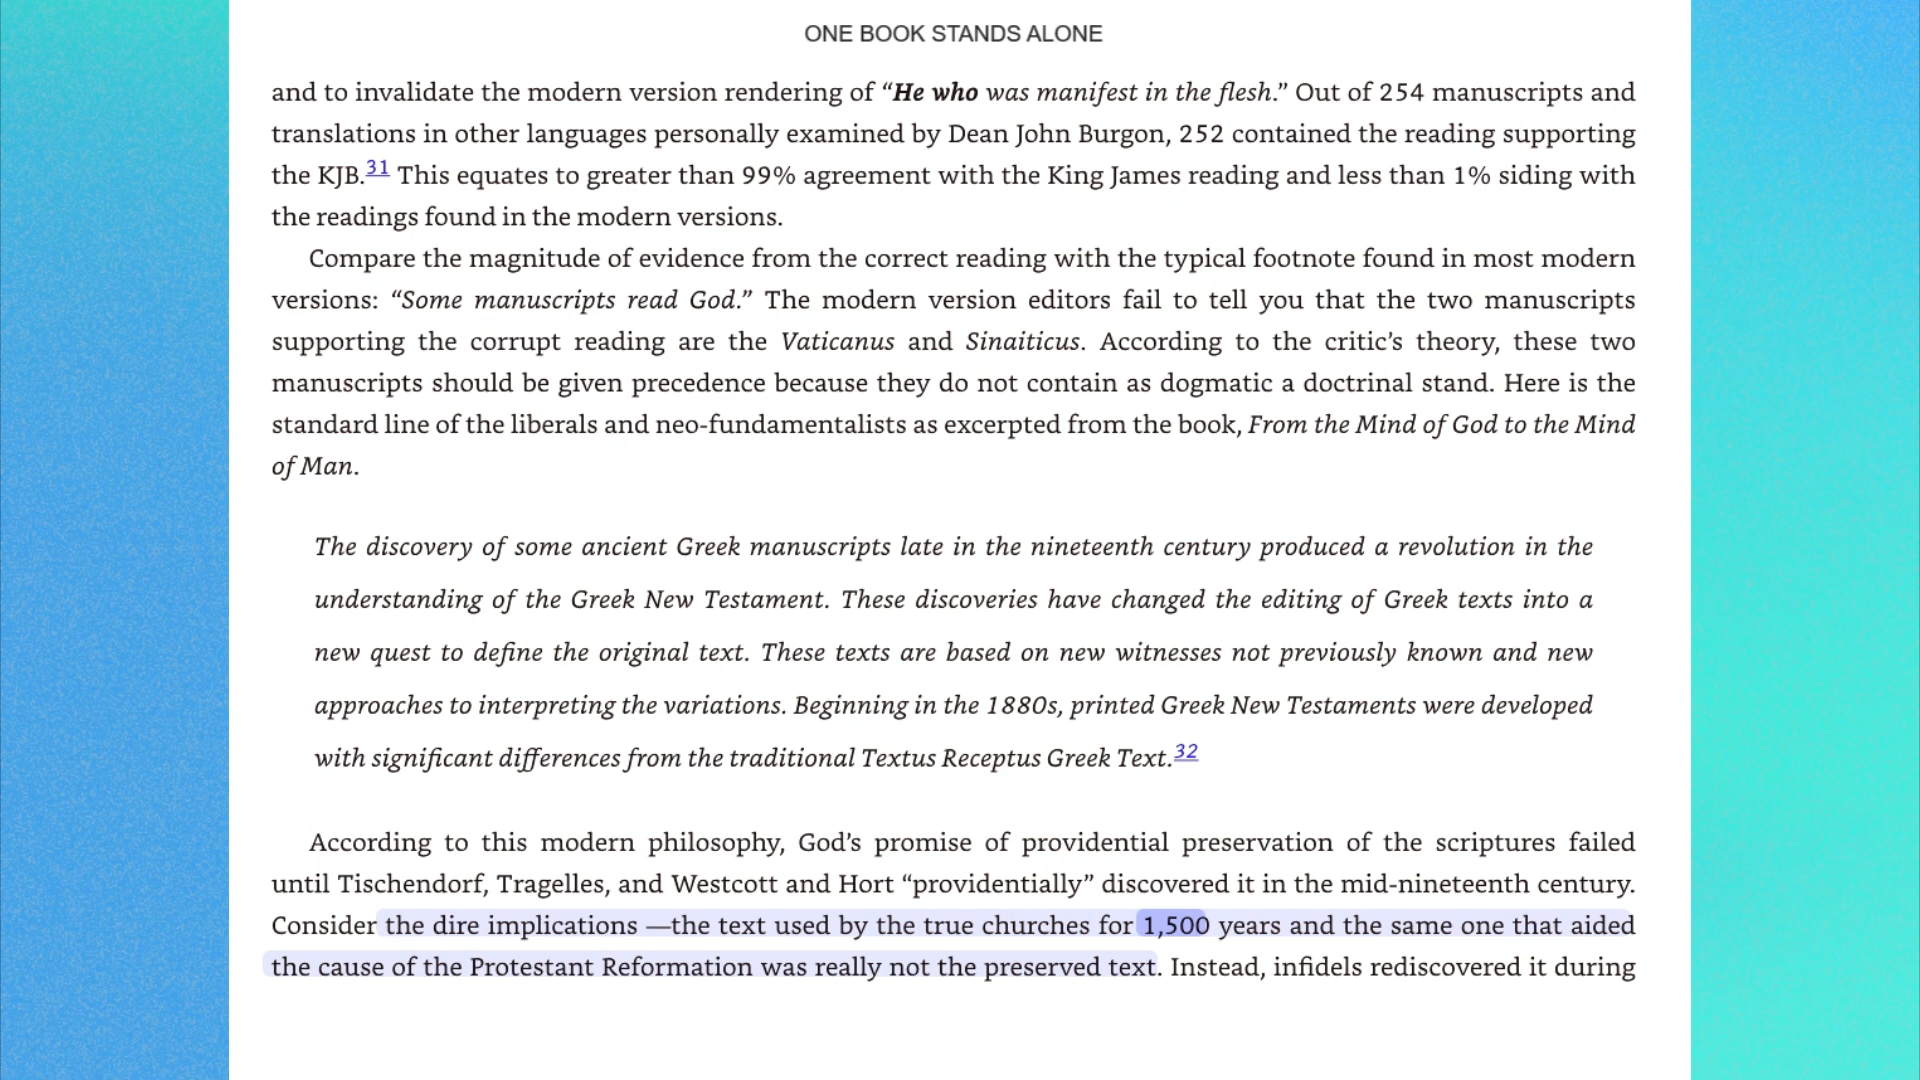 ONE BOOK STANDS ALONE
and to invalidate the modern version rendering of “He who was manifest in the flesh.” Out of 254 manuscripts and
translations in other languages personally examined by Dean John Burgon, 252 contained the reading supporting
the KJB.31 This equates to greater than 99% agreement with the King James reading and less than 1% siding with
the readings found in the modern versions.
Compare the magnitude of evidence from the correct reading with the typical footnote found in most modern
versions: “Some manuscripts read God.” The modern version editors fail to tell you that the two manuscripts
supporting the corrupt reading are the Vaticanus and Sinaiticus. According to the critic’s theory, these two
manuscripts should be given precedence because they do not contain as dogmatic a doctrinal stand. Here is the
standard line of the liberals and neo-fundamentalists as excerpted from the book, From the Mind of God to the Mind
of Man.
The discovery of some ancient Greek manuscripts late in the nineteenth century produced a revolution in the
understanding of the Greek New Testament. These discoveries have changed the editing of Greek texts into a
new quest to define the original text. These texts are based on new witnesses not previously known and new
approaches to interpreting the variations. Beginning in the 1880s, printed Greek New Testaments were developed
with significant differences from the traditional Textus Receptus Greek Text.32
According to this modern philosophy, God’s promise of providential preservation of the scriptures failed
until Tischendorf, Tragelles, and Westcott and Hort “providentially” discovered it in the mid-nineteenth century.
Consider the dire implications —the text used by the true churches for 1,500 years and the same one that aided
the cause of the Protestant Reformation was really not the preserved text. Instead, infidels rediscovered it during